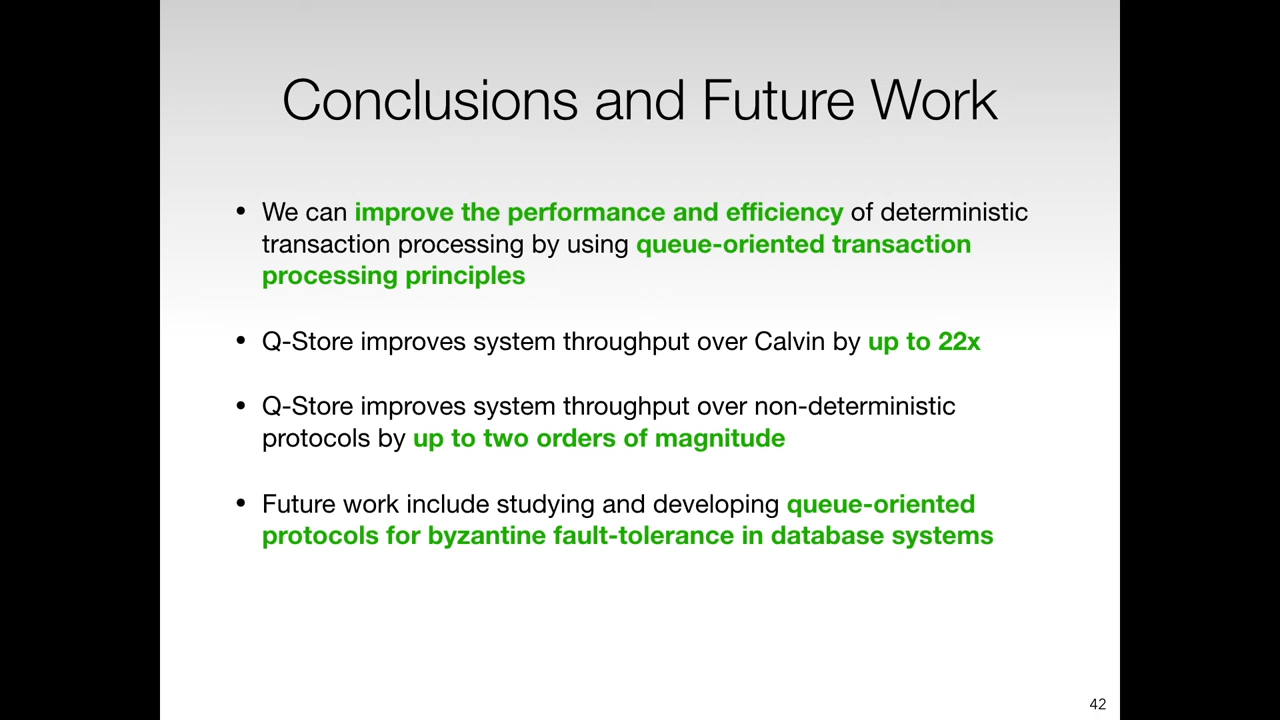 Conclusions and Future Work
• We can improve the performance and efficiency of deterministic
transaction processing by using queue-oriented transaction
processing principles
• Q-Store improves system throughput over Calvin by up to 22x
• Q-Store improves system throughput over non-deterministic
protocols by up to two orders of magnitude
• Future work include studying and developing queue-oriented
protocols for byzantine fault-tolerance in database systems
42